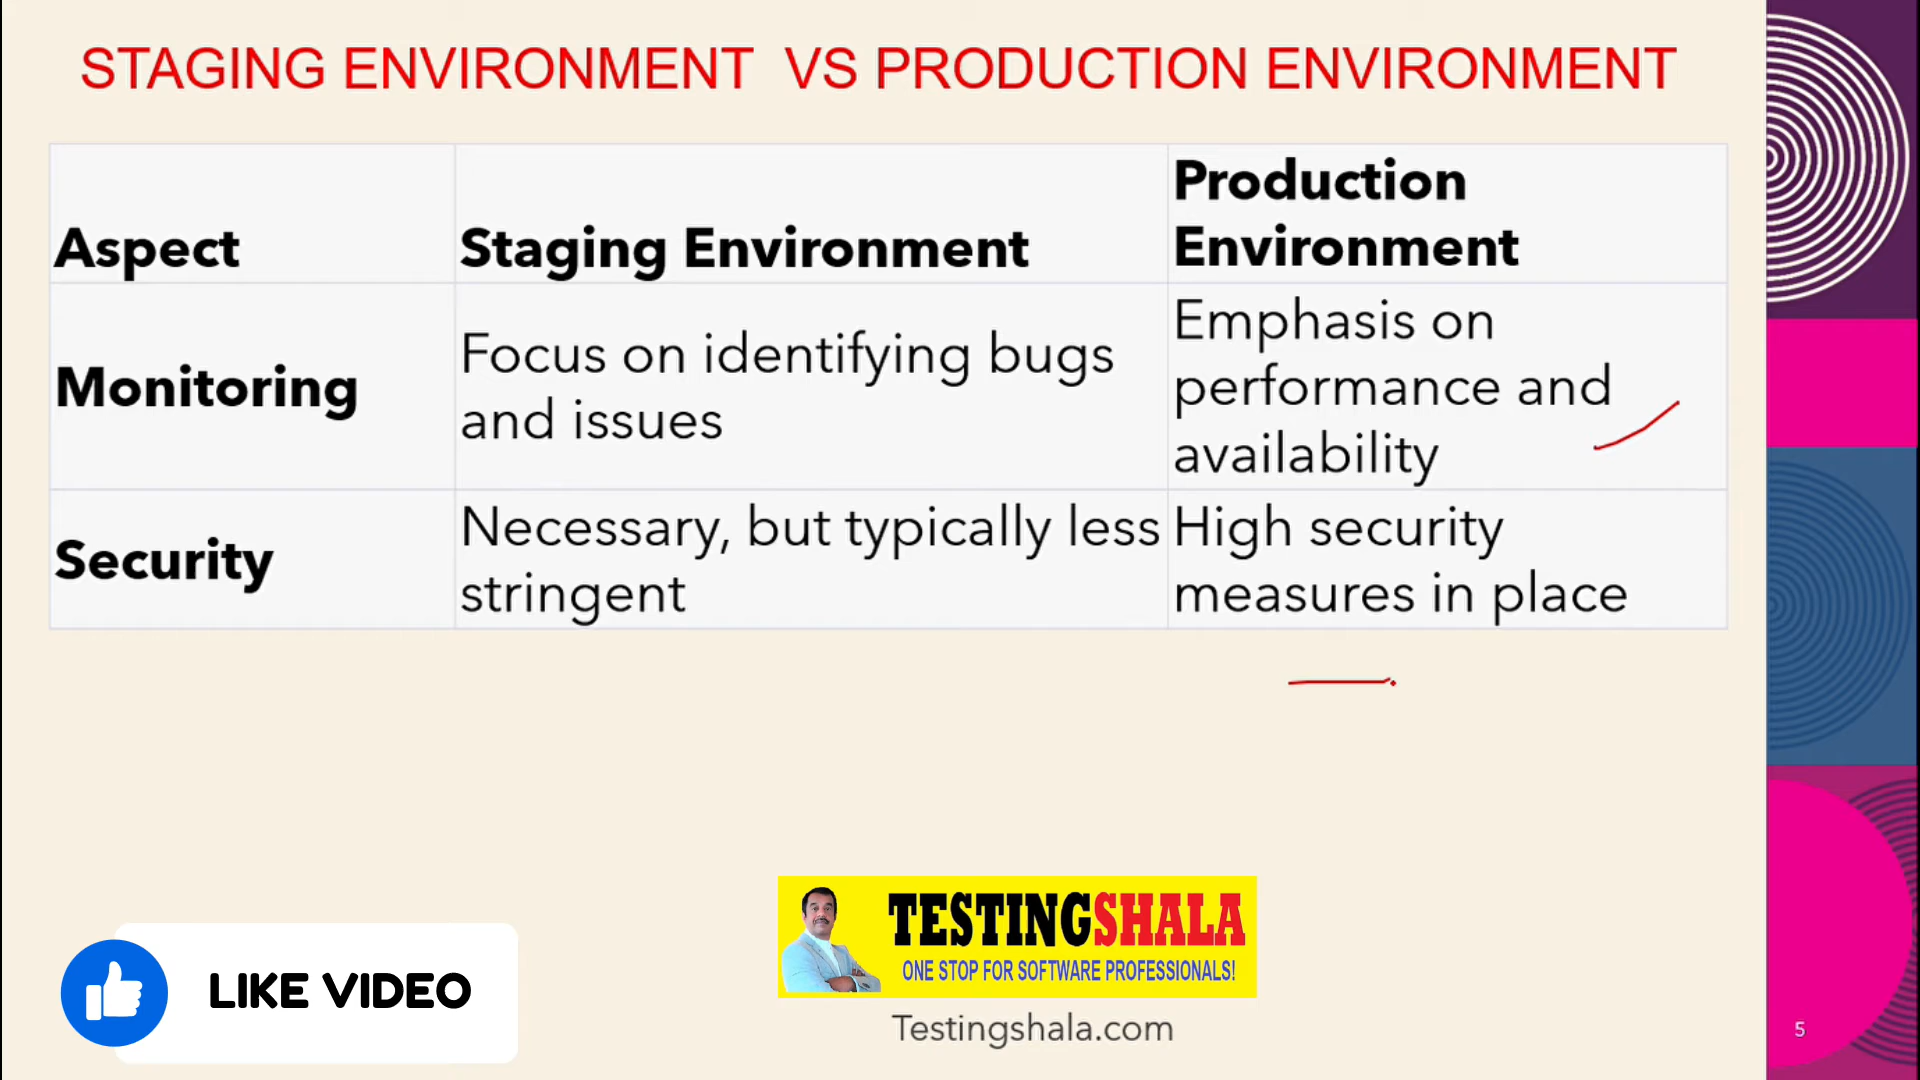 STAGING ENVIRONMENT VS PRODUCTION ENVIRONMENT
Aspect
Staging Environment
Production
Environment
Monitoring
Focus on identifying bugs
and issues
Emphasis on
performance and
availability
Security
Necessary, but typically less
stringent
High security
measures in place
TESTINGSHALA
ONE STOP FOR SOFTWARE PROFESSIONALS!
LIKE VIDEO
Testingshala.com
5